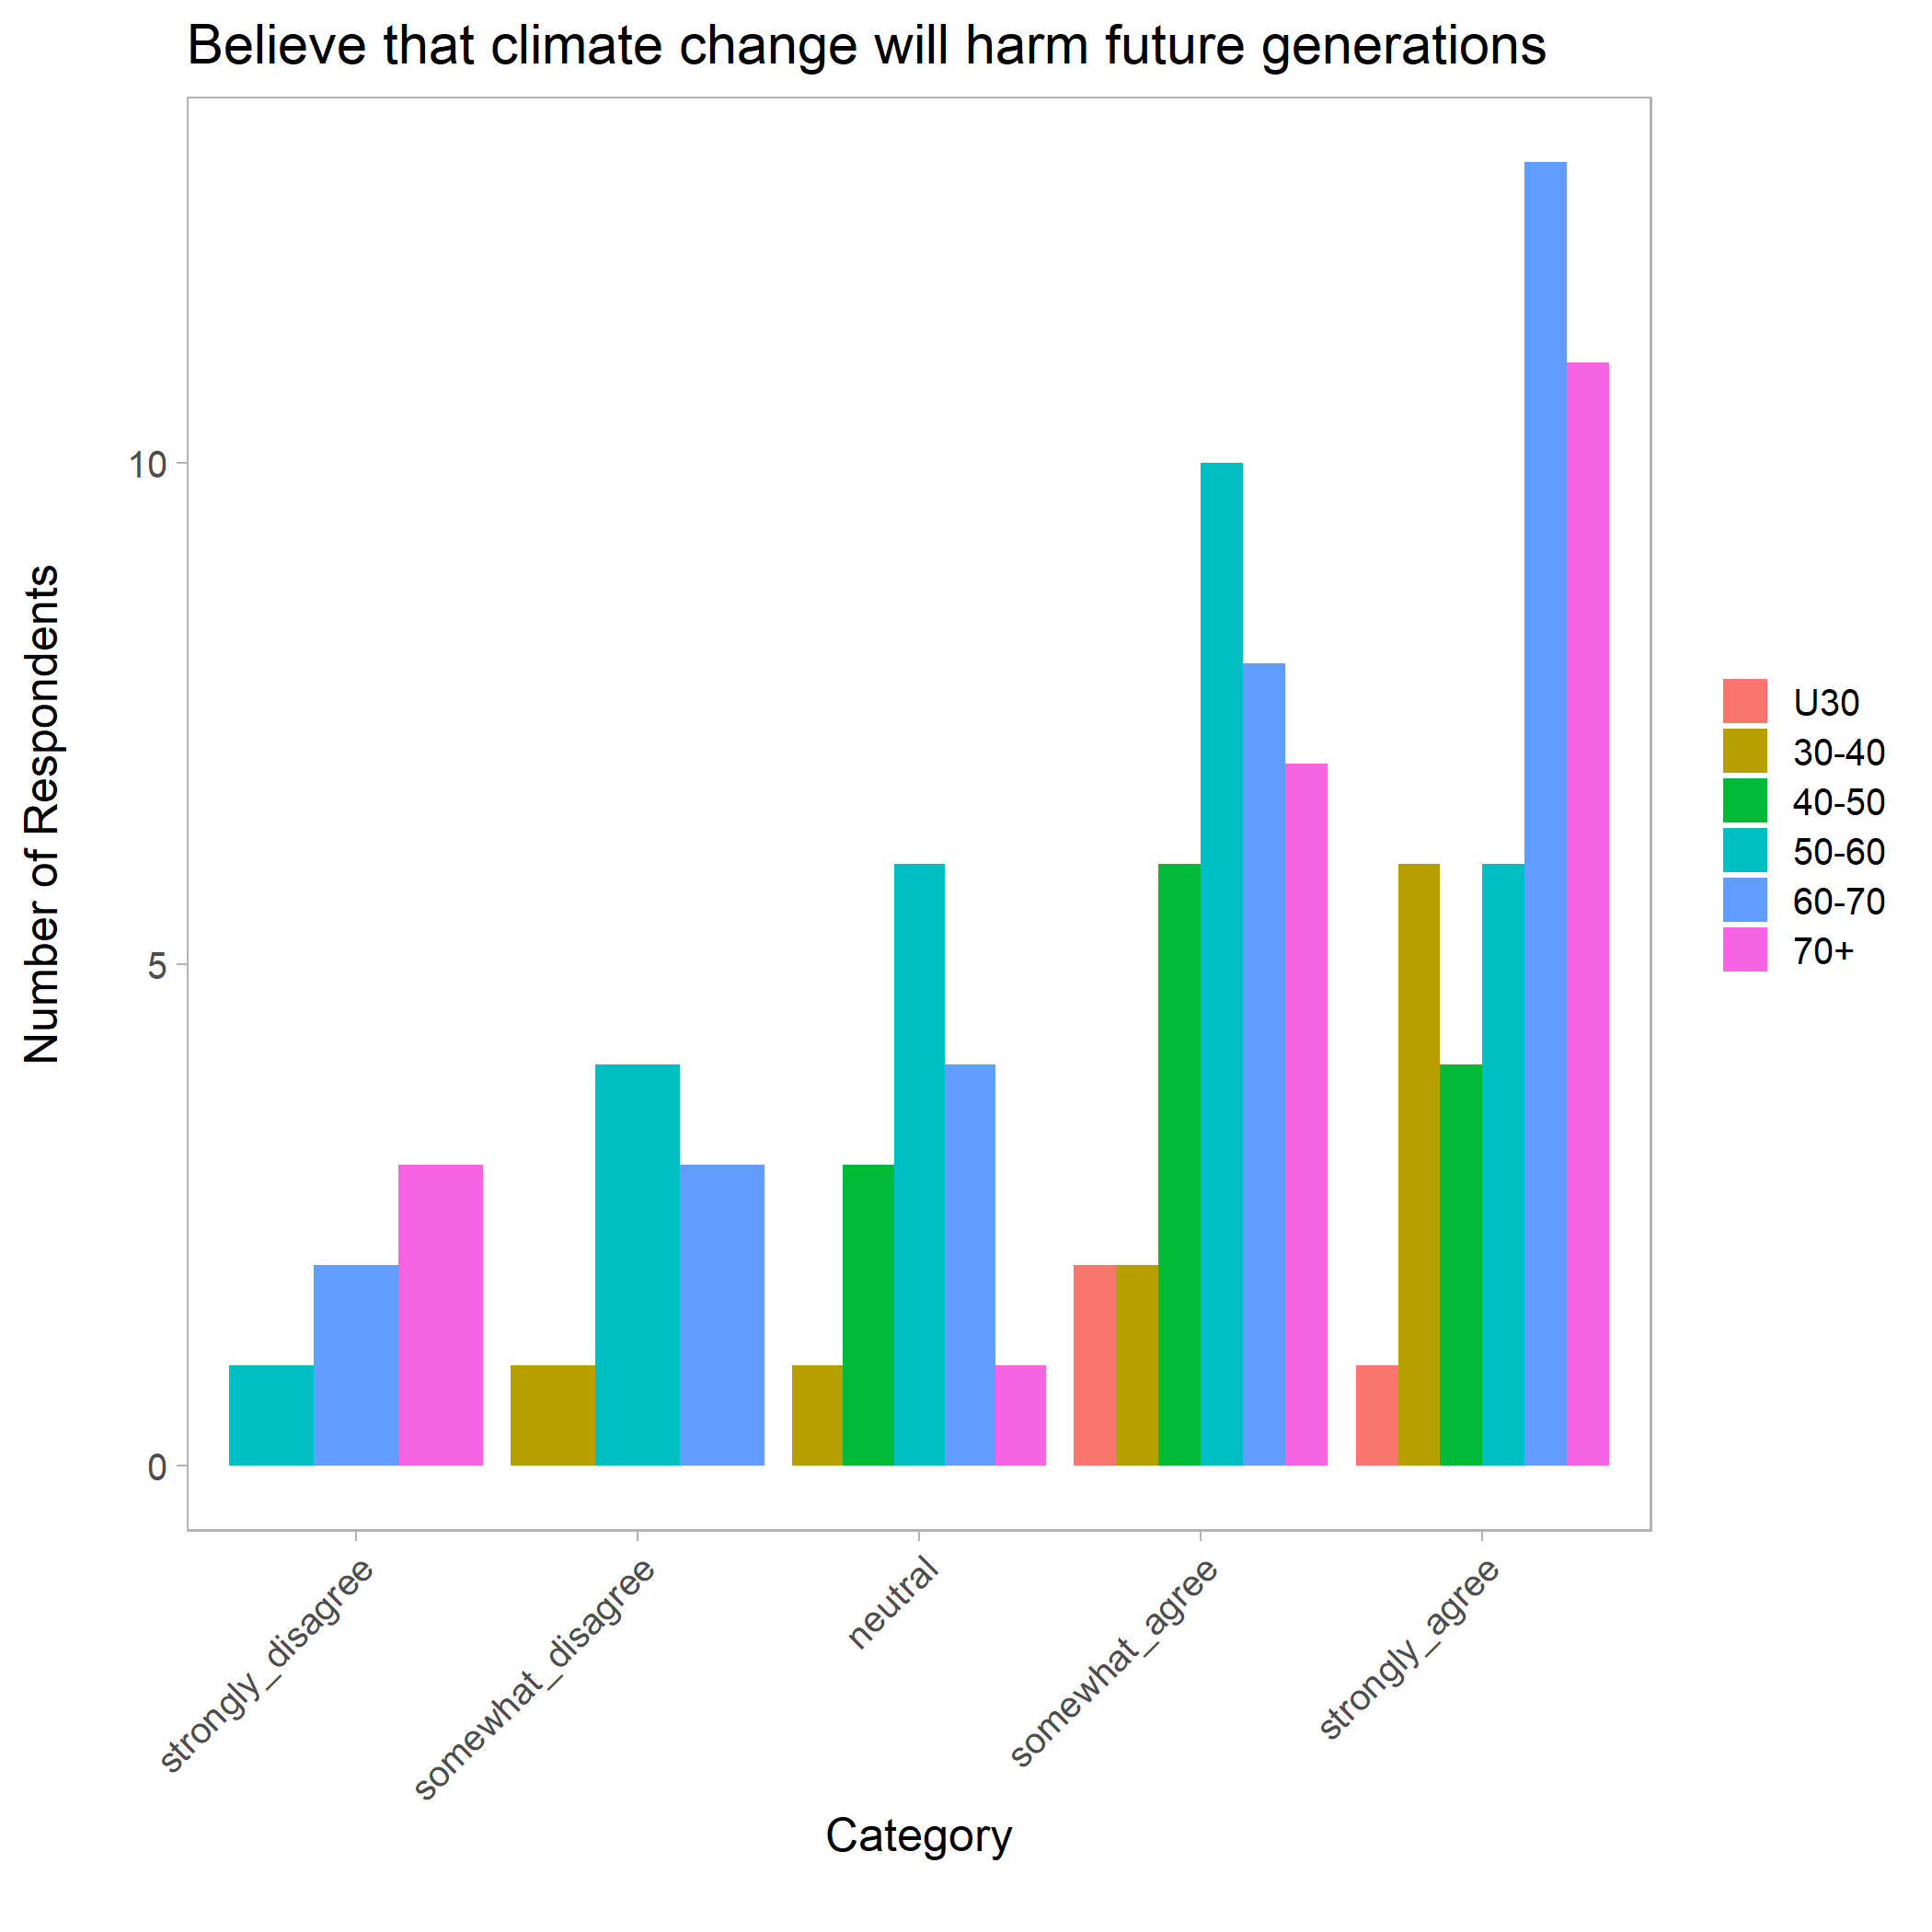 Believe that climate change will harm future generations
Number of Respondents
10
5
0
strongly_disagree
somewhat_disagree
neutral
somewhat_agree
strongly_agree
Category
U30
30-40
40-50
50-60
60-70
70+